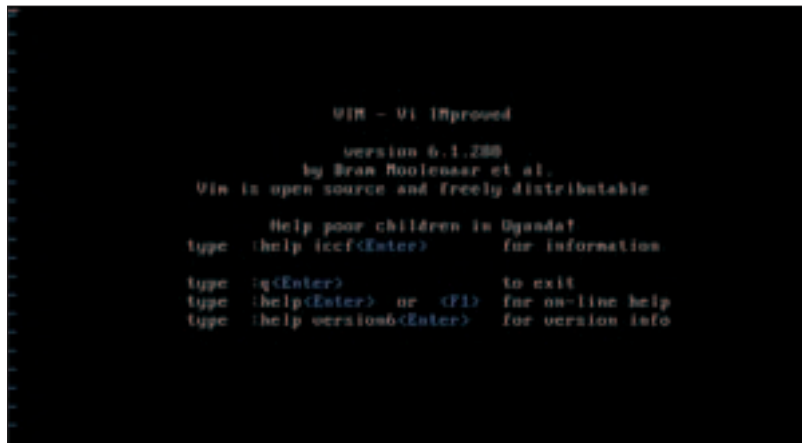 VIM - Vi IMproved
version 6.1.280
by Bram Moolenaar et al.
Vim is open source and freely distributable
Help poor children in Uganda!
type :help iccf<Enter> for information
type :q<Enter> to exit
type :help<Enter> or <F1> for on-line help
type :help version6<Enter> for version info